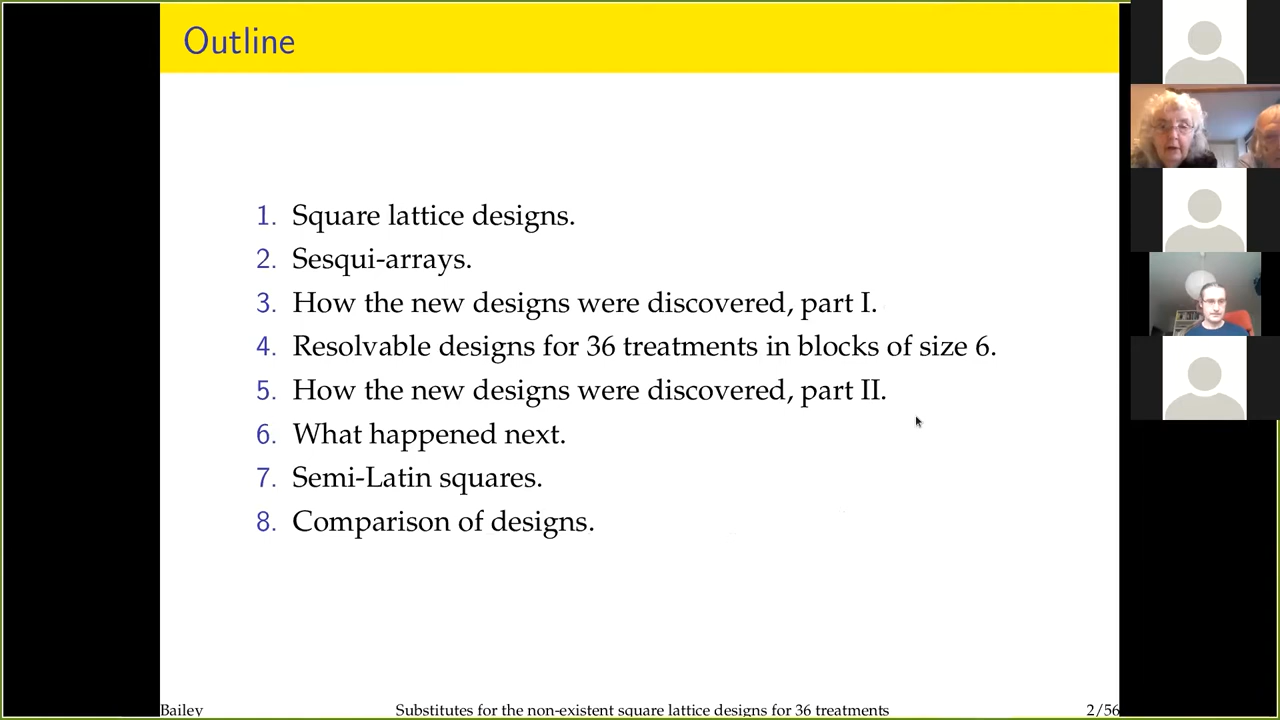 Outline
1. Square lattice designs.
2. Sesqui-arrays.
3. How the new designs were discovered, part I.
4. Resolvable designs for 36 treatments in blocks of size 6.
5. How the new designs were discovered, part II.
6. What happened next.
7. Semi-Latin squares.
8. Comparison of designs.
Bailey Substitutes for the non-existent square lattice designs for 36 treatments 2/56